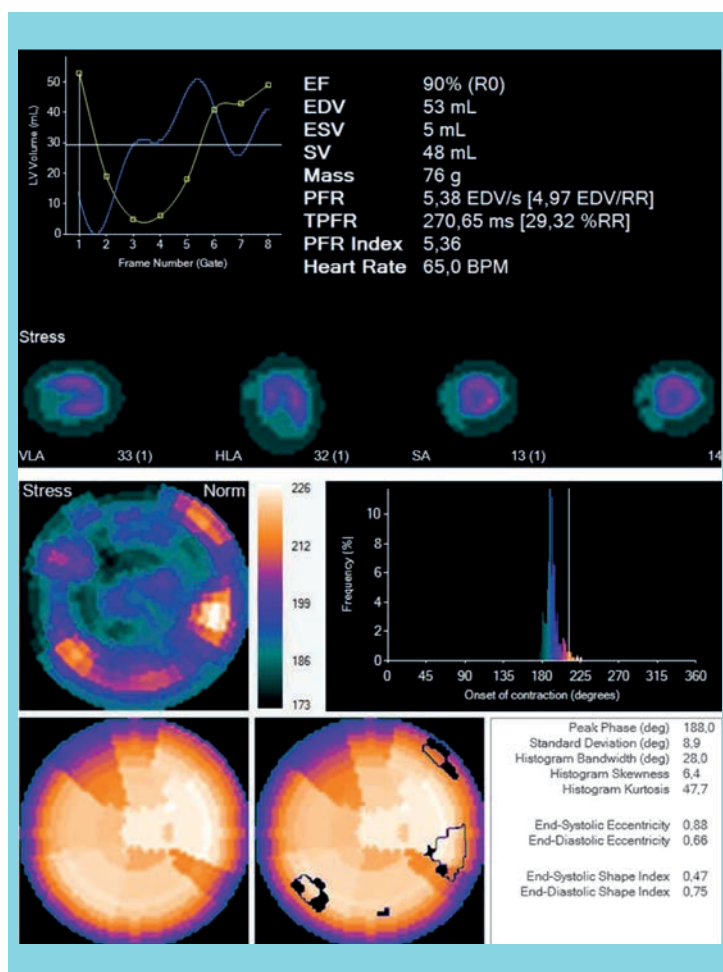 50
40
30
20
10
0
LV Volume (mL)
1 2 3 4 5 6 7 8
Frame Number (Gate)
EF 90% (R0)
EDV 53 mL
ESV 5 mL
SV 48 mL
Mass 76 g
PFR 5,38 EDV/s [4,97 EDV/RR]
TPFR 270,65 ms [29,32 %RR]
PFR Index 5,36
Heart Rate 65,0 BPM
Stress
VLA 33 (1) HLA 32 (1) SA 13 (1) 14
Stress Norm
226
212
199
186
173
10
8
6
4
2
0
Frequency [%]
0 45 90 135 180 225 270 315 360
Onset of contraction (degrees)
Peak Phase (deg) 188,0
Standard Deviation (deg) 8,9
Histogram Bandwidth (deg) 28,0
Histogram Skewness 6,4
Histogram Kurtosis 47,7
End-Systolic Eccentricity 0,88
End-Diastolic Eccentricity 0,66
End-Systolic Shape Index 0,47
End-Diastolic Shape Index 0,75